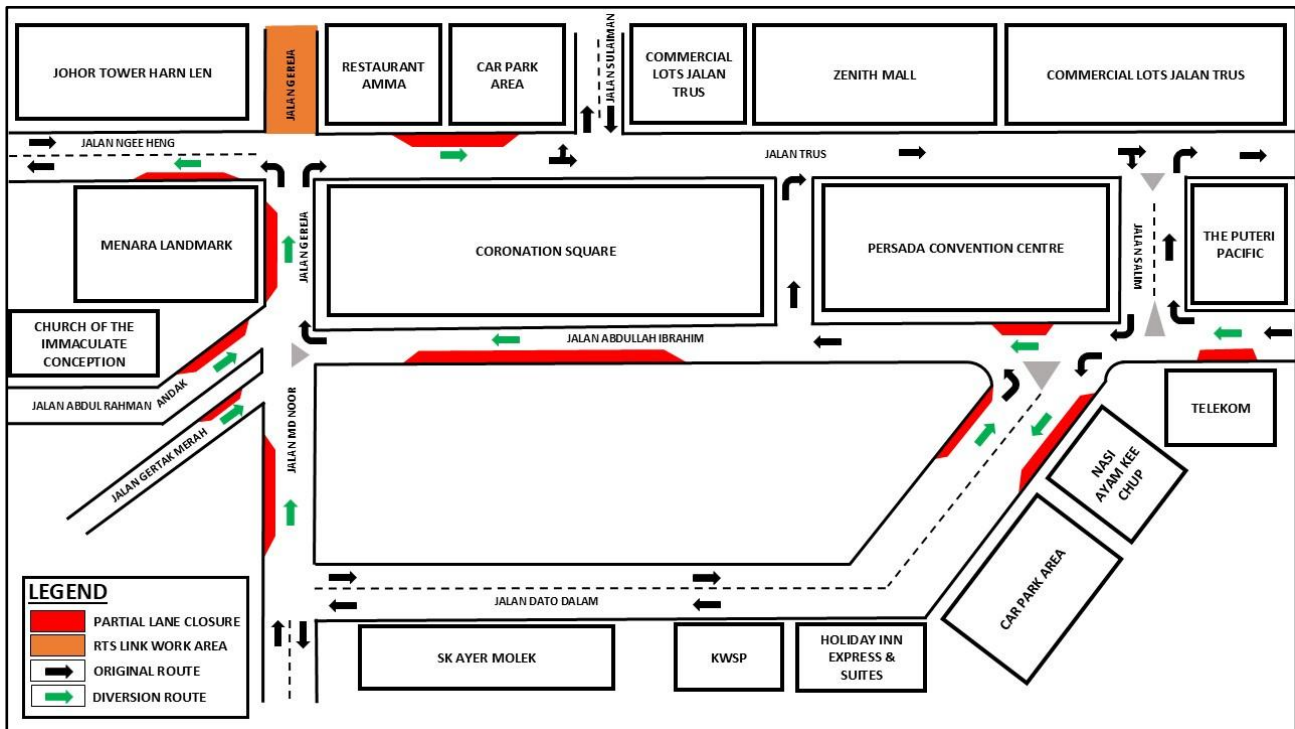 JOHOR TOWER HARN LEN
JALAN GEREJA
RESTAURANT
AMMA
CAR PARK
AREA
JALAN SULAIMAN
COMMERCIAL
LOTS JALAN
TRUS
ZENITH MALL
COMMERCIAL LOTS JALAN TRUS
JALAN NGEE HENG
JALAN TRUS
MENARA LANDMARK
JALAN GEREJA
CORONATION SQUARE
PERSADA CONVENTION CENTRE
JALAN SALIM
THE PUTERI
PACIFIC
CHURCH OF THE
IMMACULATE
CONCEPTION
JALAN ABDULLAH IBRAHIM
JALAN ABDUL RAHMAN ANDAK
JALAN GERTAK MERAH
JALAN MD NOOR
TELEKOM
NASI
AYAM KEE
CHUP
CAR PARK AREA
LEGEND
PARTIAL LANE CLOSURE
RTS LINK WORK AREA
ORIGINAL ROUTE
DIVERSION ROUTE
JALAN DATO DALAM
SK AYER MOLEK
KWSP
HOLIDAY INN
EXPRESS &
SUITES